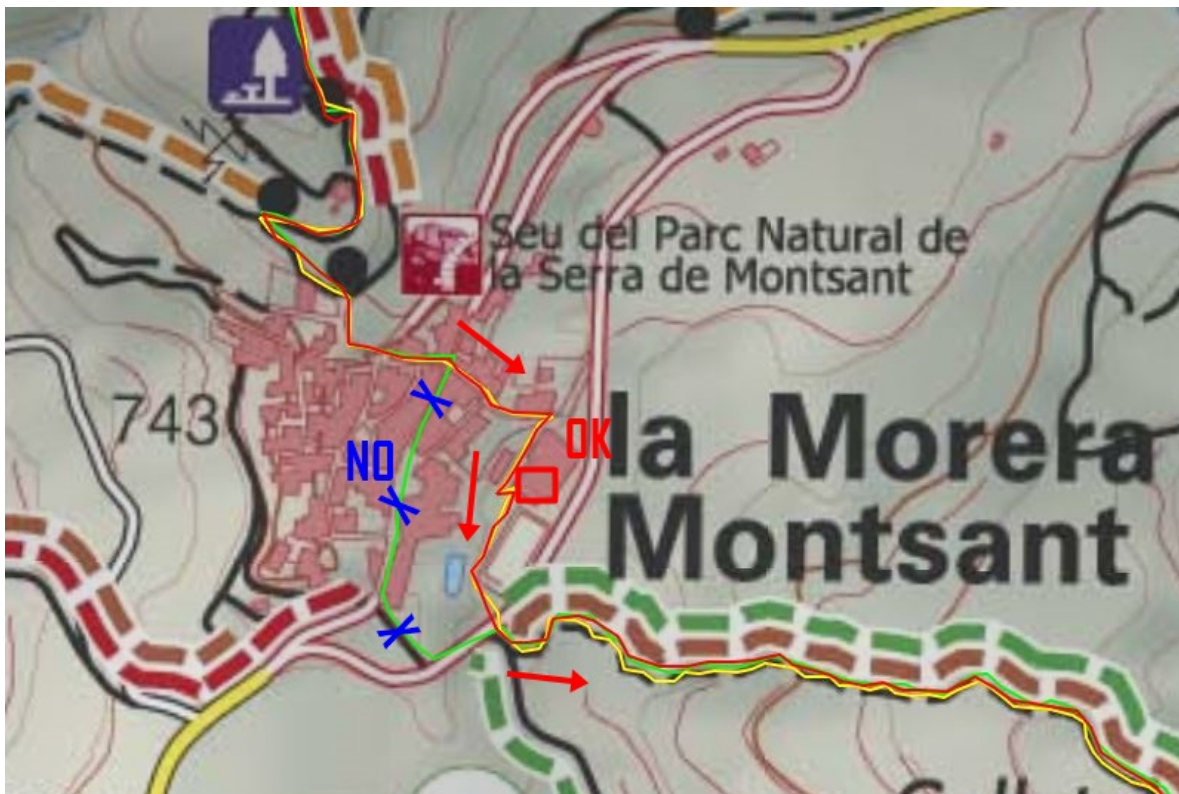 Seu del Parc Natural de
la Serra de Montsant
743
NO
OK
la Morera
Montsant